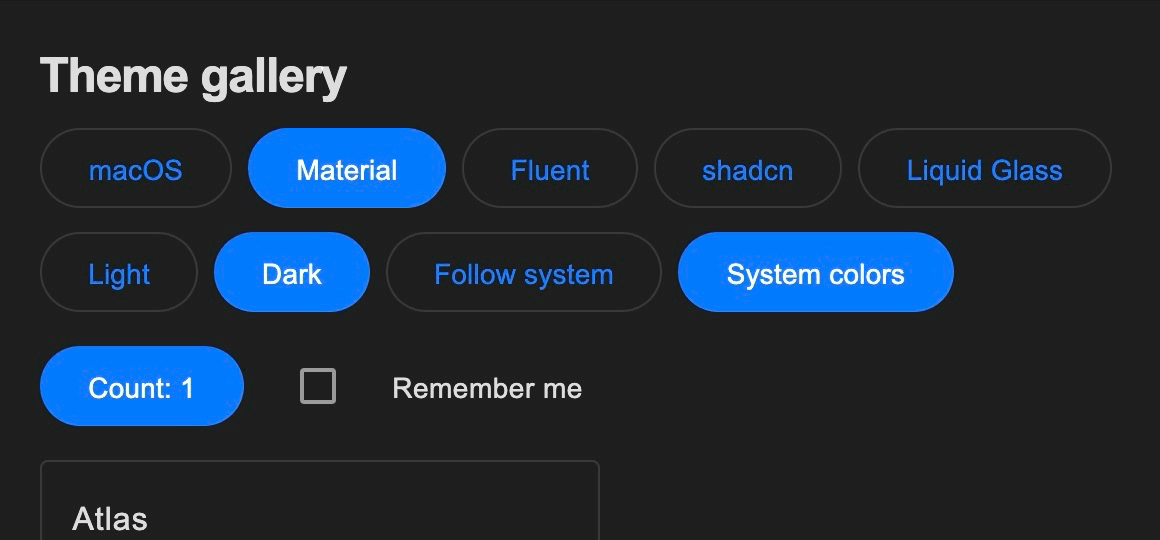 Theme gallery
macOS Material Fluent shadcn Liquid Glass
Light Dark Follow system System colors
Count: 1 Remember me
Atlas